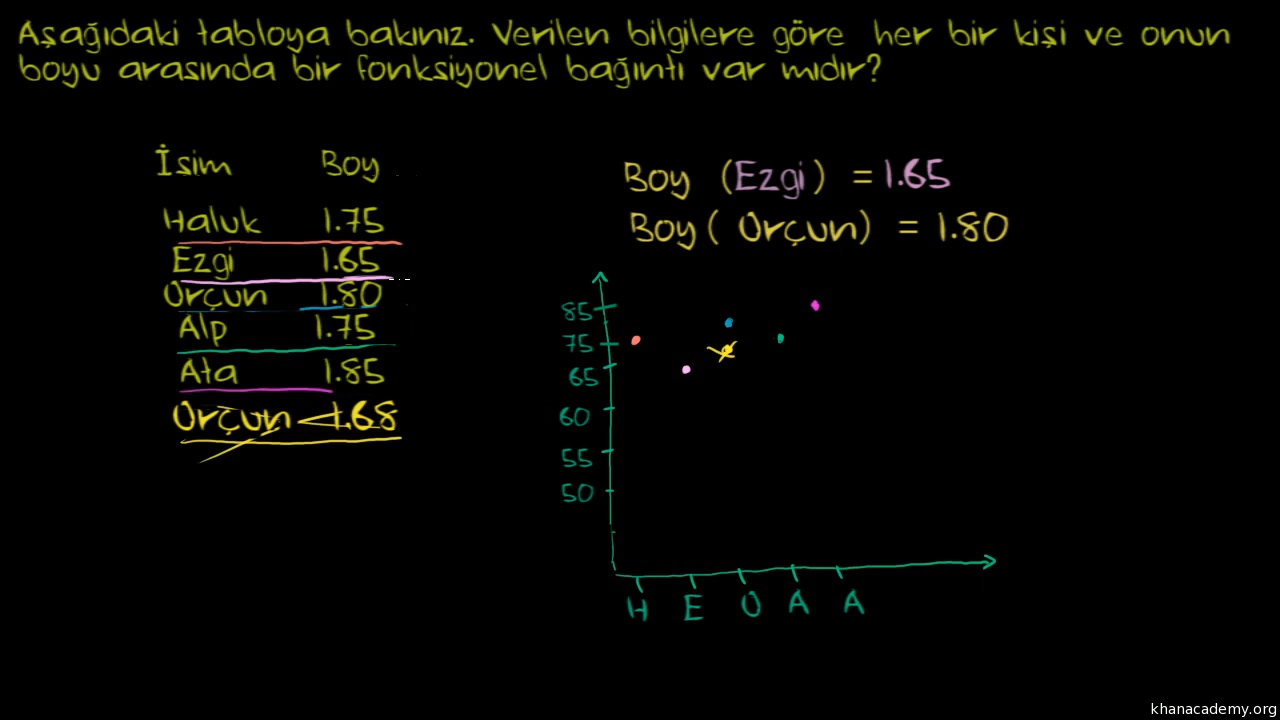 Aşağıdaki tabloya bakınız. Verilen bilgilere göre her bir kişi ve onun
boyu arasında bir fonksiyonel bağıntı var mıdır?
İsim Boy
Haluk 1.75
Ezgi 1.65
Orçun 1.80
Alp 1.75
Ata 1.85
Orçun 1.68
Boy (Ezgi) = 1.65
Boy (Orçun) = 1.80
85
75
65
60
55
50
H E O A A
khanacademy.org